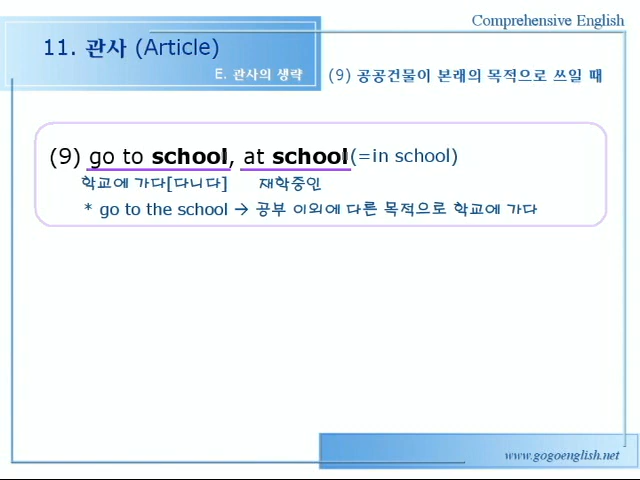 Comprehensive English
11. 관사 (Article)
E. 관사의 생략
(9) 공공건물이 본래의 목적으로 쓰일 때
(9) go to school, at school(=in school)
학교에 가다[다니다] 재학중인
* go to the school → 공부 이외에 다른 목적으로 학교에 가다
www.gogoenglish.net